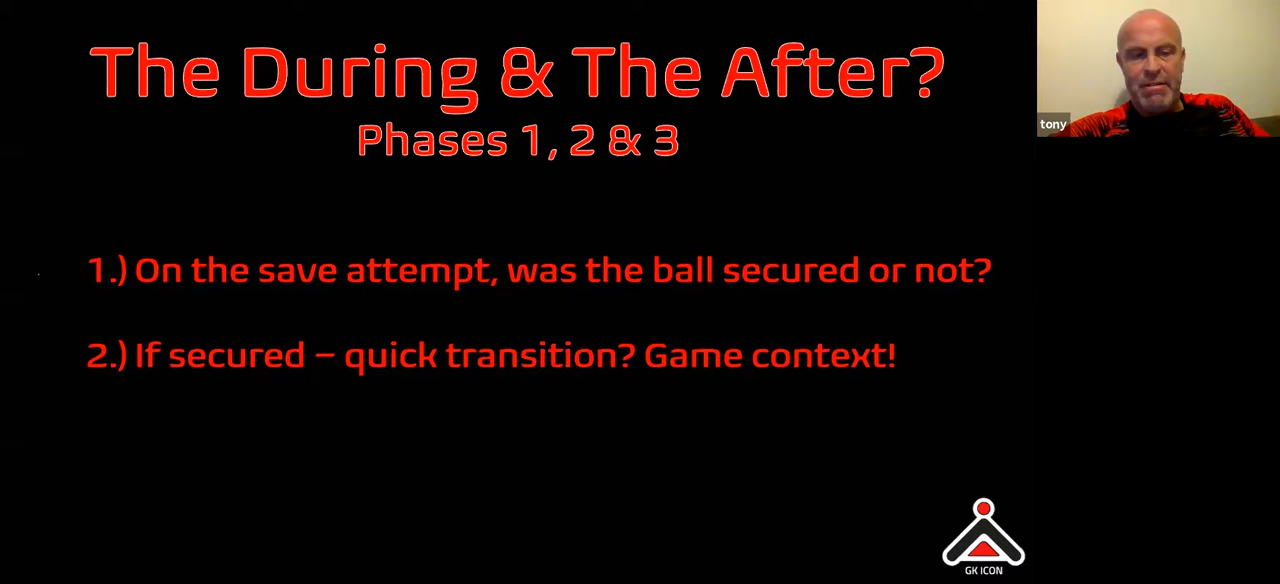 The During & The After?
Phases 1, 2 & 3
tony
1.) On the save attempt, was the ball secured or not?
2.) If secured – quick transition? Game context!
GK ICON